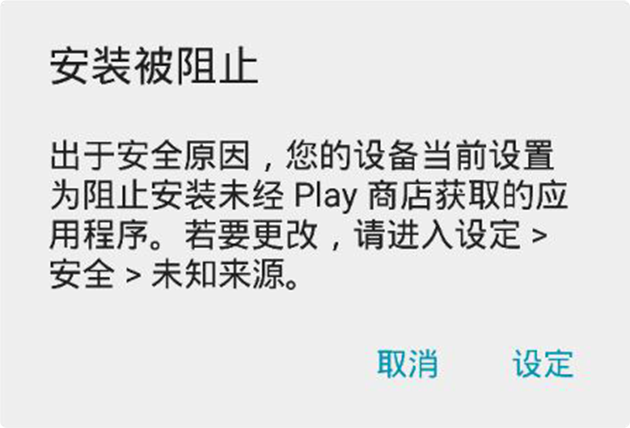 安装被阻止
出于安全原因，您的设备当前设置
为阻止安装未经 Play 商店获取的应
用程序。若要更改，请进入设定 >
安全 > 未知来源。
取消 设定